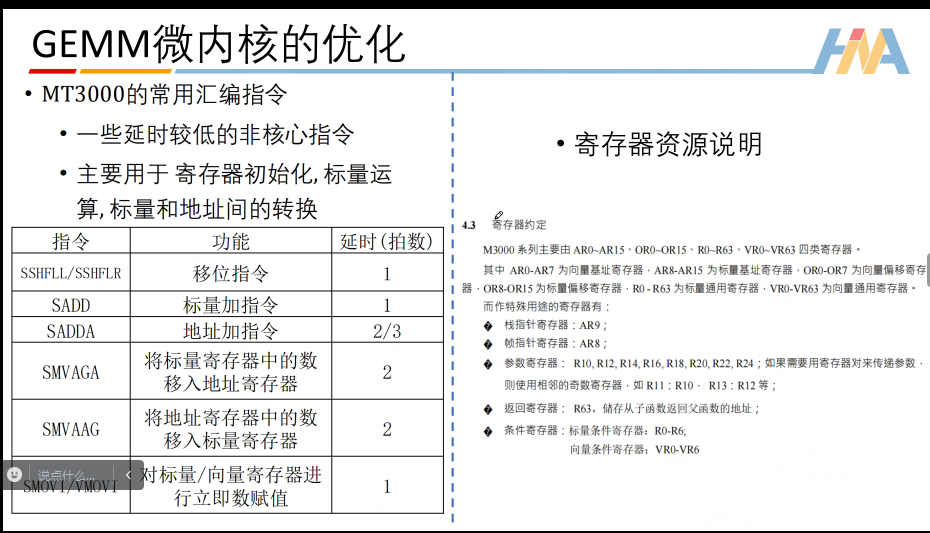 GEMM微内核的优化
HMA
• MT3000的常用汇编指令
• 一些延时较低的非核心指令
• 主要用于 寄存器初始化, 标量运
算, 标量和地址间的转换
指令 功能 延时(拍数)
SSHFLL/SSHFLR 移位指令 1
SADD 标量加指令 1
SADDA 地址加指令 2/3
SMVAGA 将标量寄存器中的数
移入地址寄存器 2
SMVAAG 将地址寄存器中的数
移入标量寄存器 2
SMOVI/VMOVI 对标量/向量寄存器进
行立即数赋值 1
说点什么...
• 寄存器资源说明
4.3 寄存器约定
M3000 系列主要由 AR0~AR15、OR0~OR15、R0~R63、VR0~VR63 四类寄存器。
其中 AR0-AR7 为向量基址寄存器，AR8-AR15 为标量基址寄存器，OR0-OR7 为向量偏移寄存
器，OR8-OR15 为标量偏移寄存器，R0 - R63 为标量通用寄存器，VR0-VR63 为向量通用寄存器。
而作特殊用途的寄存器有：
栈指针寄存器：AR9；
帧指针寄存器：AR8；
参数寄存器： R10, R12, R14, R16, R18, R20, R22, R24；如果需要用寄存器对来传递参数，
则使用相邻的奇数寄存器，如 R11：R10， R13：R12 等；
返回寄存器： R63，储存从子函数返回父函数的地址；
条件寄存器：标量条件寄存器：R0-R6;
向量条件寄存器：VR0-VR6